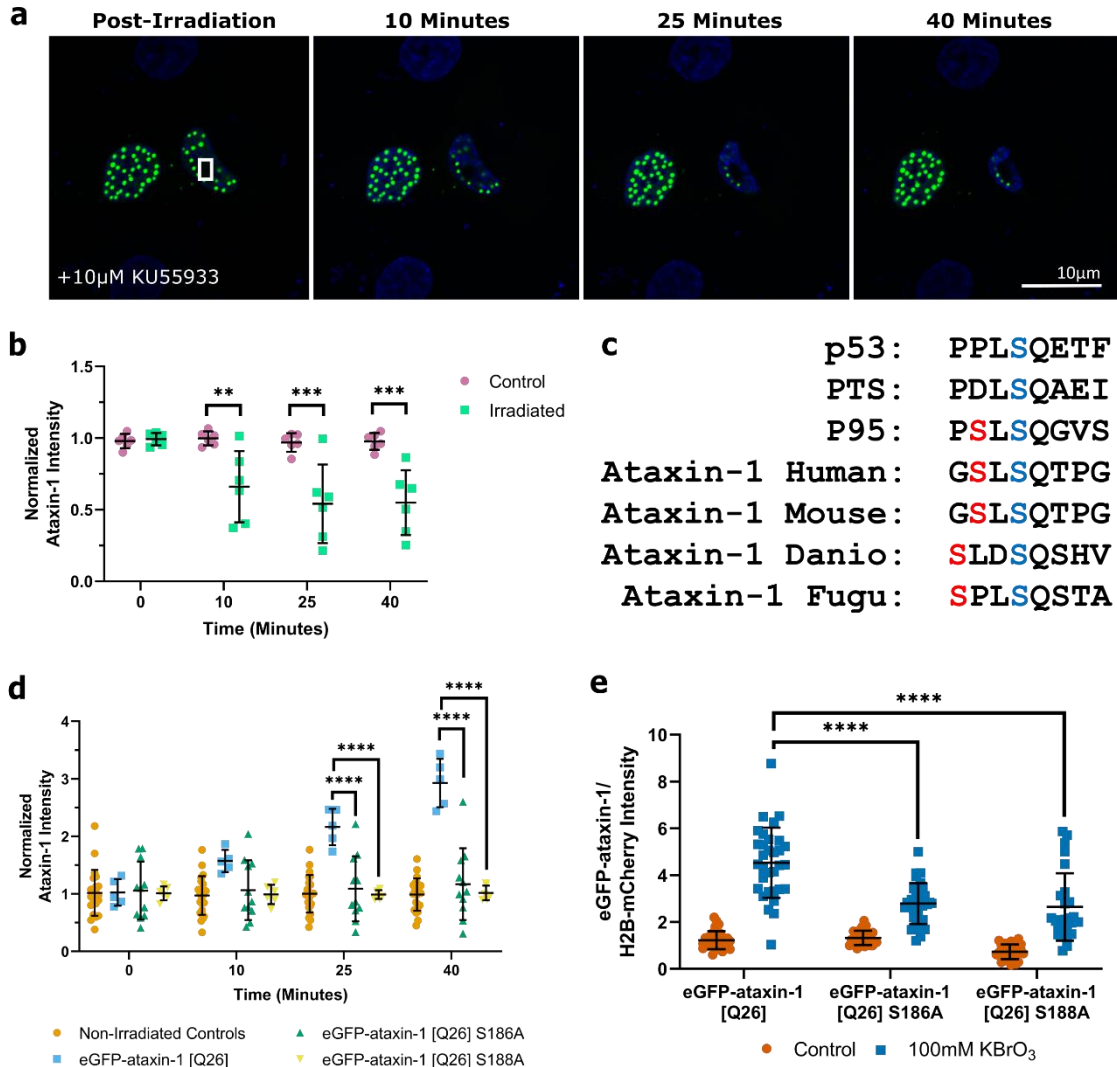 a
Post-Irradiation 10 Minutes 25 Minutes 40 Minutes
+10µM KU55933
10µm
b
Normalized
Ataxin-1 Intensity
1.5
1.0
0.5
0.0
** *** ***
Control
Irradiated
0 10 25 40
Time (Minutes)
c
p53: PPLSQETF
PTS: PDLSQAEI
P95: PSLSQGVS
Ataxin-1 Human: GSLSQTPG
Ataxin-1 Mouse: GSLSQTPG
Ataxin-1 Danio: SLDSQSHV
Ataxin-1 Fugu: SPLSQSTA
d
Normalized
Ataxin-1 Intensity
4
3
2
1
0
****
****
****
****
0 10 25 40
Time (Minutes)
Non-Irradiated Controls
eGFP-ataxin-1 [Q26]
eGFP-ataxin-1 [Q26] S186A
eGFP-ataxin-1 [Q26] S188A
e
eGFP-ataxin-1/
H2B-mCherry Intensity
10
8
6
4
2
0
****
****
eGFP-ataxin-1
[Q26]
eGFP-ataxin-1
[Q26] S186A
eGFP-ataxin-1
[Q26] S188A
Control
100mM KBrO₃